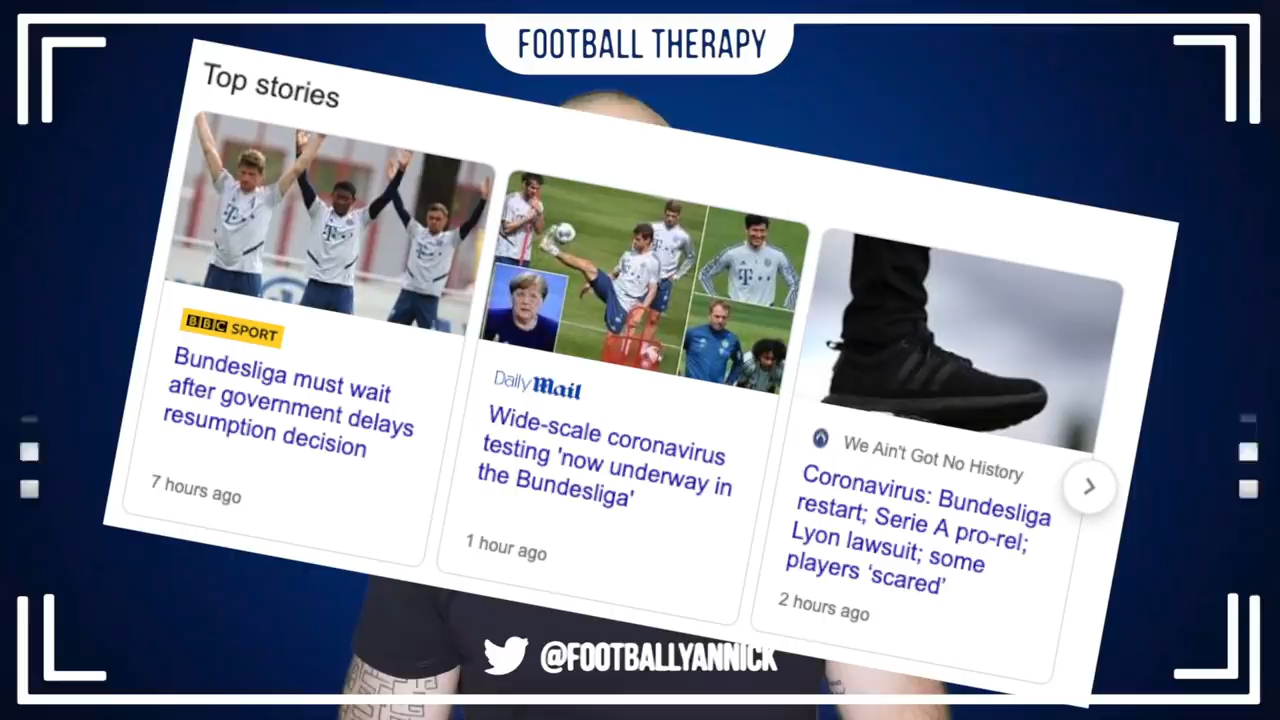 FOOTBALL THERAPY
Top stories
BBC SPORT
Bundesliga must wait
after government delays
resumption decision
7 hours ago
Daily Mail
Wide-scale coronavirus
testing 'now underway in
the Bundesliga'
1 hour ago
We Ain't Got No History
Coronavirus: Bundesliga
restart; Serie A pro-rel;
Lyon lawsuit; some
players ‘scared’
2 hours ago
@FOOTBALLYANNICK